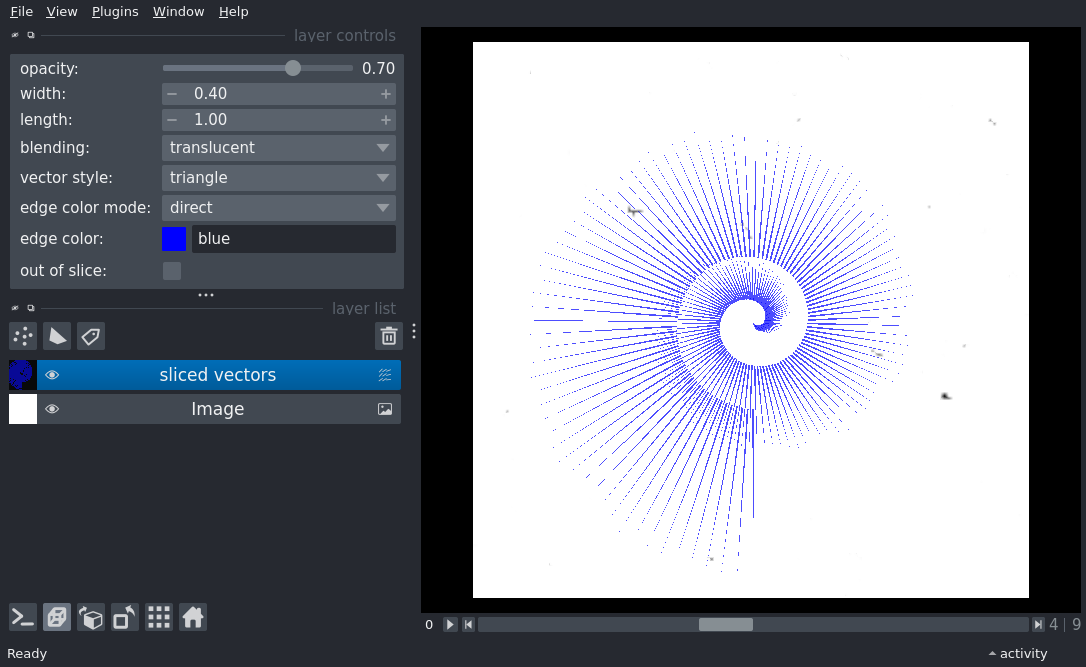 File View Plugins Window Help
layer controls
opacity: 0.70
width: 0.40
length: 1.00
blending: translucent
vector style: triangle
edge color mode: direct
edge color: blue
out of slice:
layer list
sliced vectors
Image
0 4 | 9
Ready activity